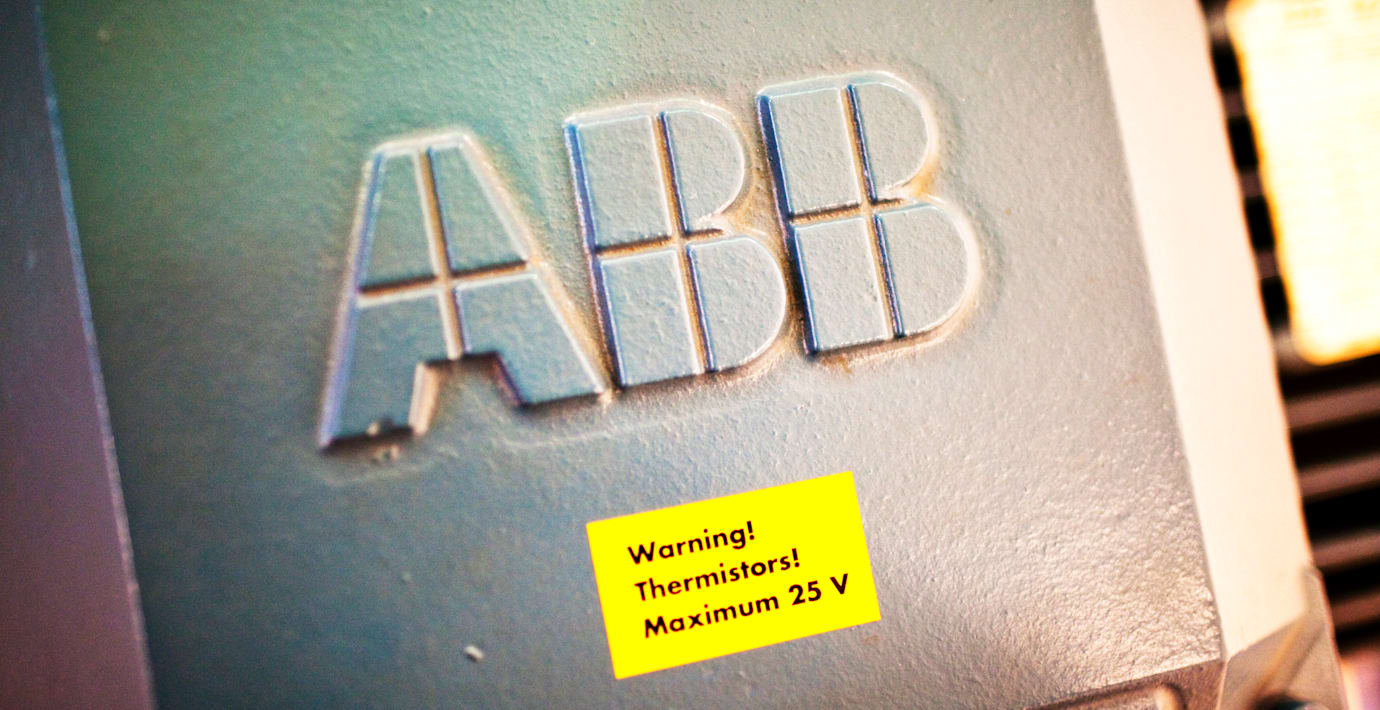 ABB
Warning!
Thermistors!
Maximum 25 V